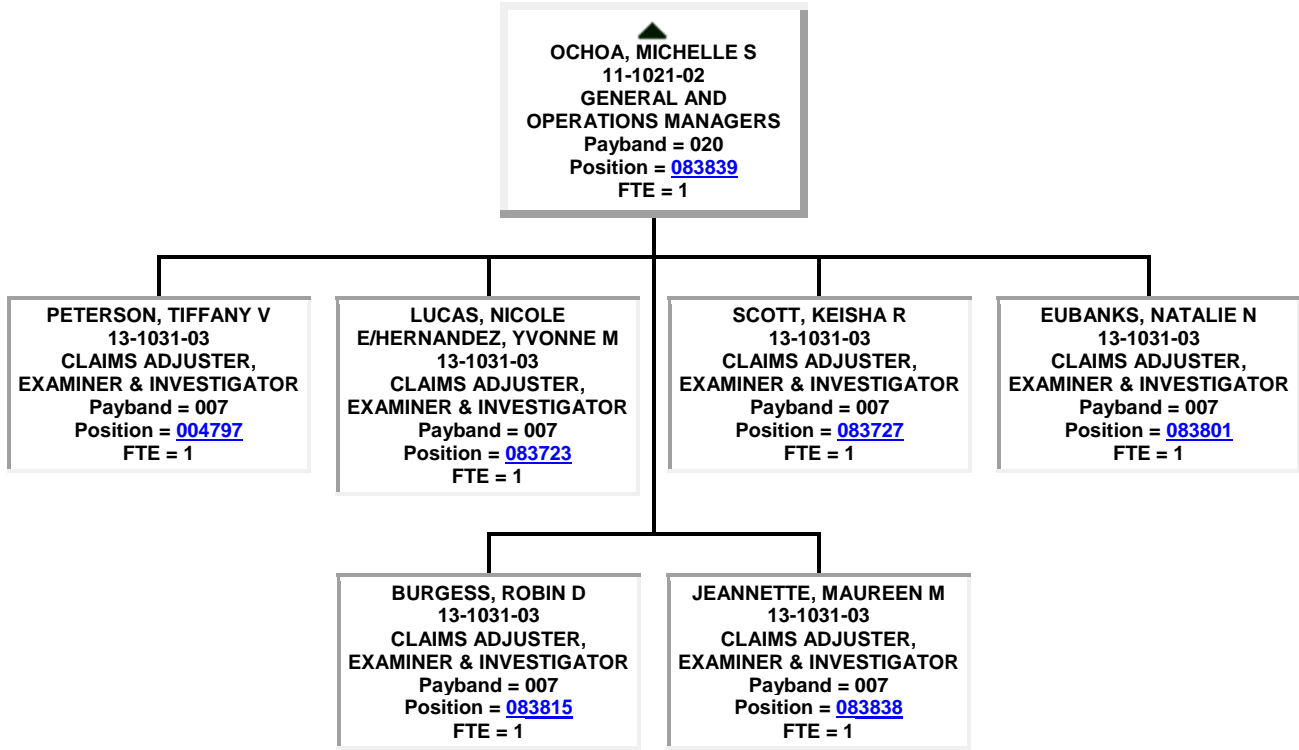 OCHOA, MICHELLE S
11-1021-02
GENERAL AND
OPERATIONS MANAGERS
Payband = 020
Position = 083839
FTE = 1
PETERSON, TIFFANY V
13-1031-03
CLAIMS ADJUSTER,
EXAMINER & INVESTIGATOR
Payband = 007
Position = 004797
FTE = 1
LUCAS, NICOLE
E/HERNANDEZ, YVONNE M
13-1031-03
CLAIMS ADJUSTER,
EXAMINER & INVESTIGATOR
Payband = 007
Position = 083723
FTE = 1
SCOTT, KEISHA R
13-1031-03
CLAIMS ADJUSTER,
EXAMINER & INVESTIGATOR
Payband = 007
Position = 083727
FTE = 1
EUBANKS, NATALIE N
13-1031-03
CLAIMS ADJUSTER,
EXAMINER & INVESTIGATOR
Payband = 007
Position = 083801
FTE = 1
BURGESS, ROBIN D
13-1031-03
CLAIMS ADJUSTER,
EXAMINER & INVESTIGATOR
Payband = 007
Position = 083815
FTE = 1
JEANNETTE, MAUREEN M
13-1031-03
CLAIMS ADJUSTER,
EXAMINER & INVESTIGATOR
Payband = 007
Position = 083838
FTE = 1